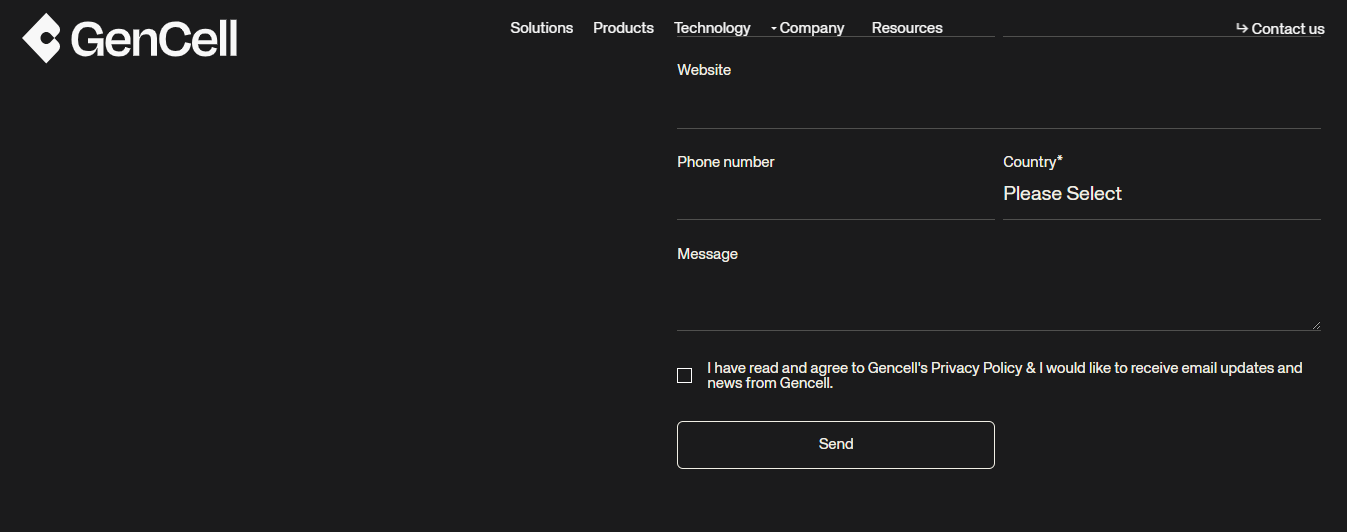 GenCell
Solutions Products Technology Company Resources Contact us
Website
Phone number Country*
Please Select
Message
I have read and agree to Gencell's Privacy Policy & I would like to receive email updates and
news from Gencell.
Send